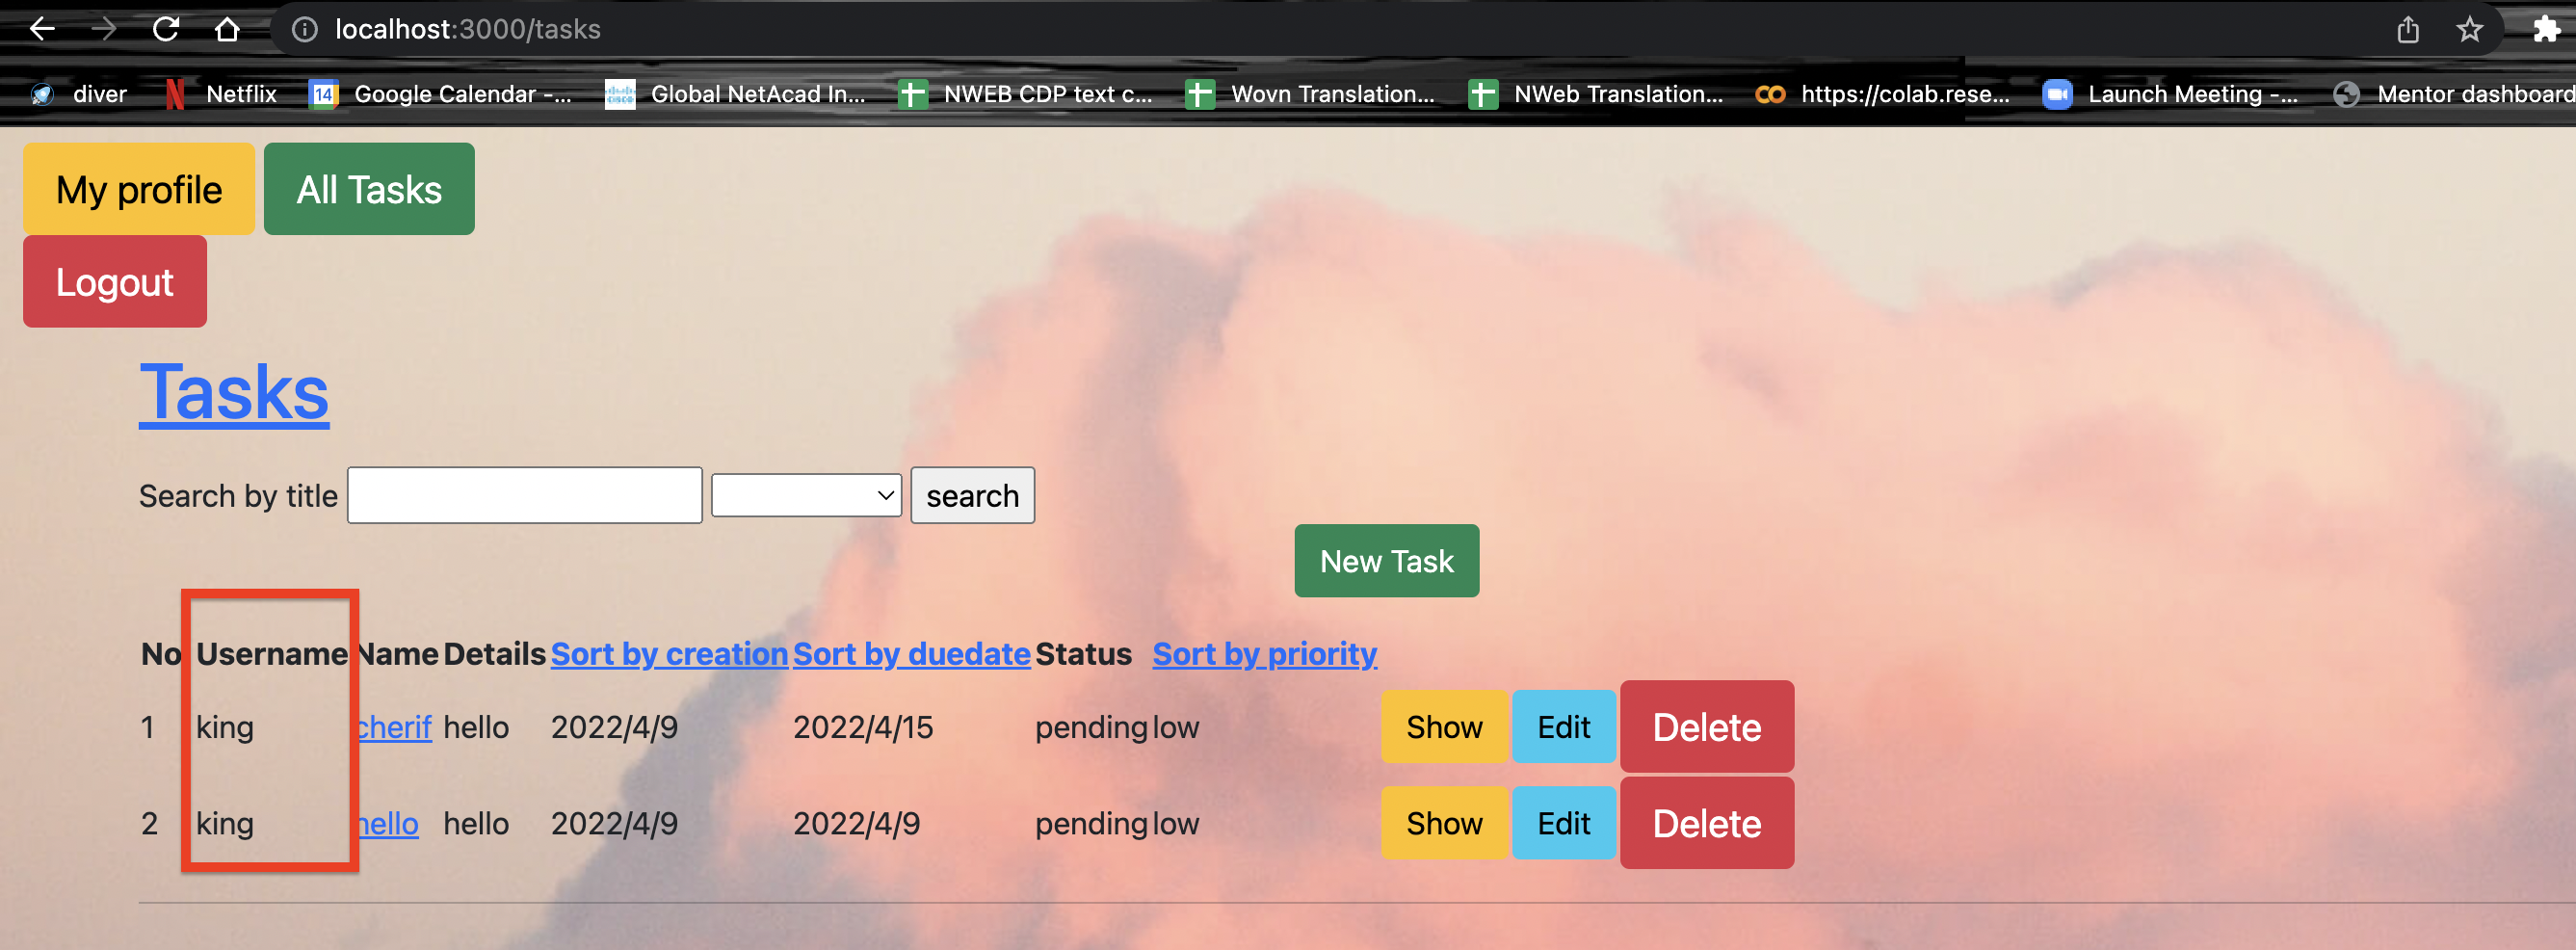 localhost:3000/tasks
diver Netflix 14 Google Calendar -... CISCO Global NetAcad In... NWEB CDP text c... Wovn Translation... NWeb Translation... https://colab.rese... Launch Meeting -... Mentor dashboard
My profile All Tasks
Logout
Tasks
Search by title search
New Task
No Username Name Details Sort by creation Sort by duedate Status Sort by priority
1 king cherif hello 2022/4/9 2022/4/15 pending low Show Edit Delete
2 king hello hello 2022/4/9 2022/4/9 pending low Show Edit Delete